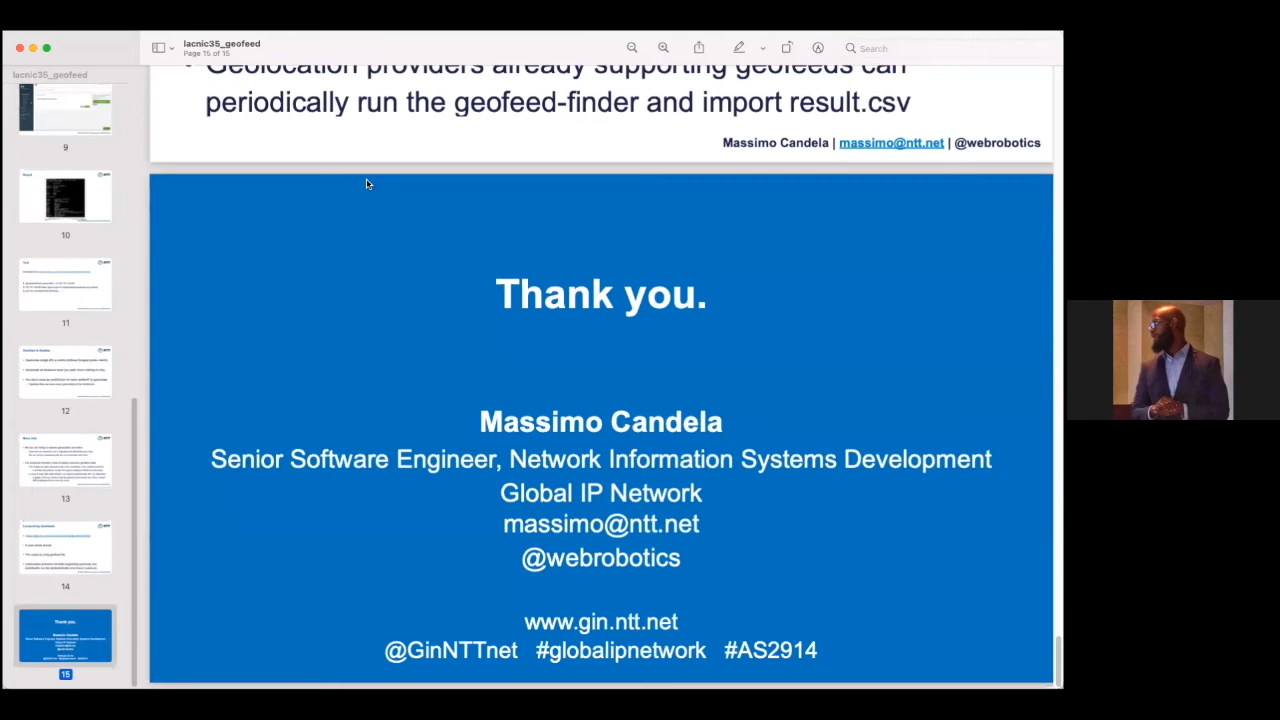 lacnic35_geofeed
Page 15 of 15
Search
lacnic35_geofeed
Geolocation providers already supporting geofeeds can
periodically run the geofeed-finder and import result.csv
Massimo Candela | massimo@ntt.net | @webrobotics
9
10
11
12
13
14
15
Thank you.
Massimo Candela
Senior Software Engineer, Network Information Systems Development
Global IP Network
massimo@ntt.net
@webrobotics
www.gin.ntt.net
@GinNTTnet #globalipnetwork #AS2914